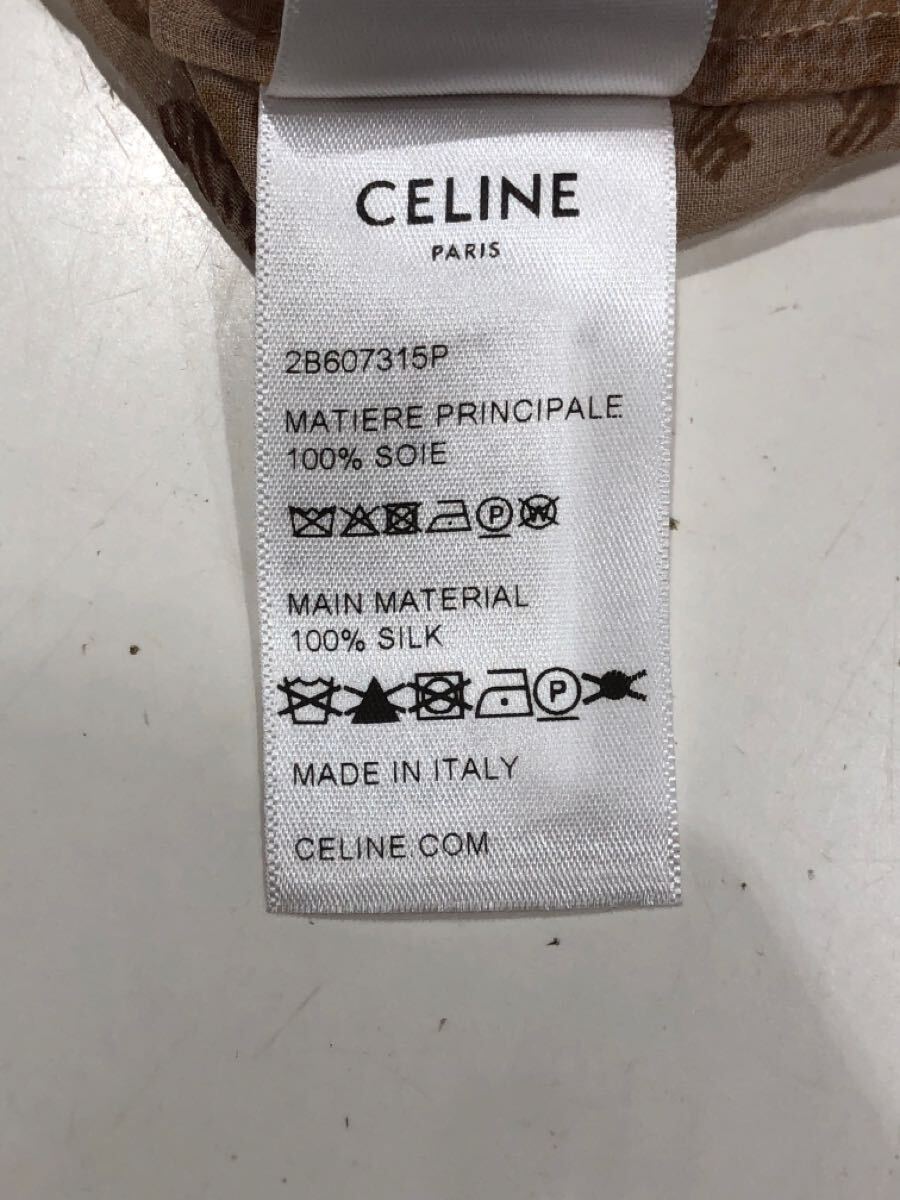 CELINE
PARIS
2B607315P
MATIERE PRINCIPALE
100% SOIE
P W
MAIN MATERIAL
100% SILK
P
MADE IN ITALY
CELINE.COM